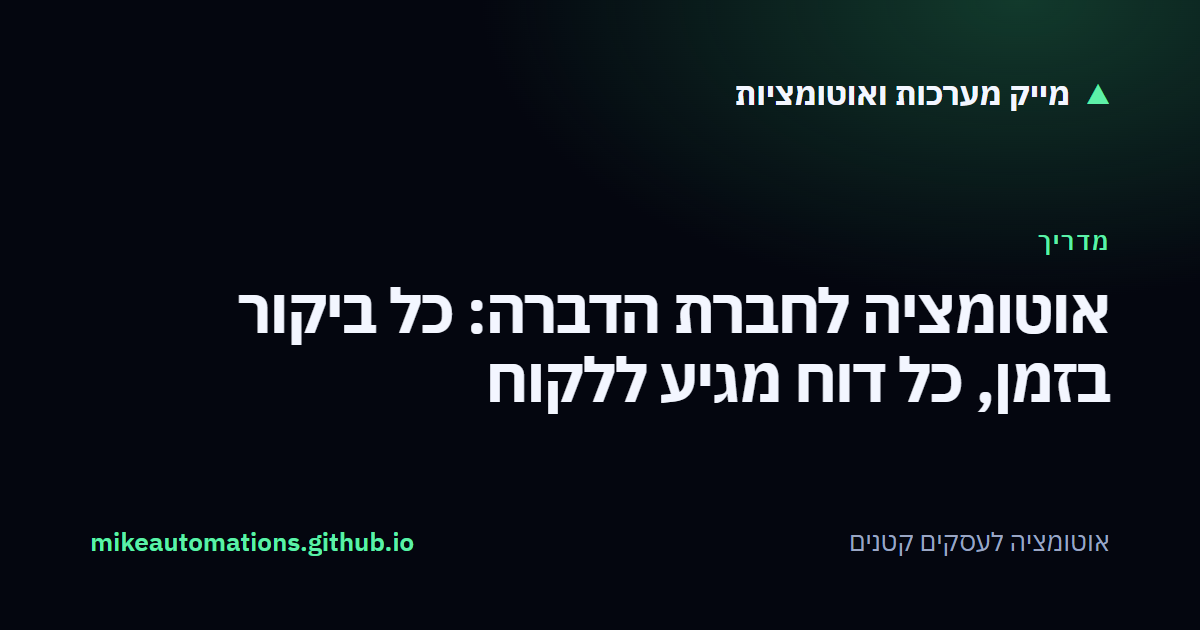 מייק מערכות ואוטומציות
מדריך
אוטומציה לחברת הדברה: כל ביקור
בזמן, כל דוח מגיע ללקוח
אוטומציה לעסקים קטנים
mikeautomations.github.io